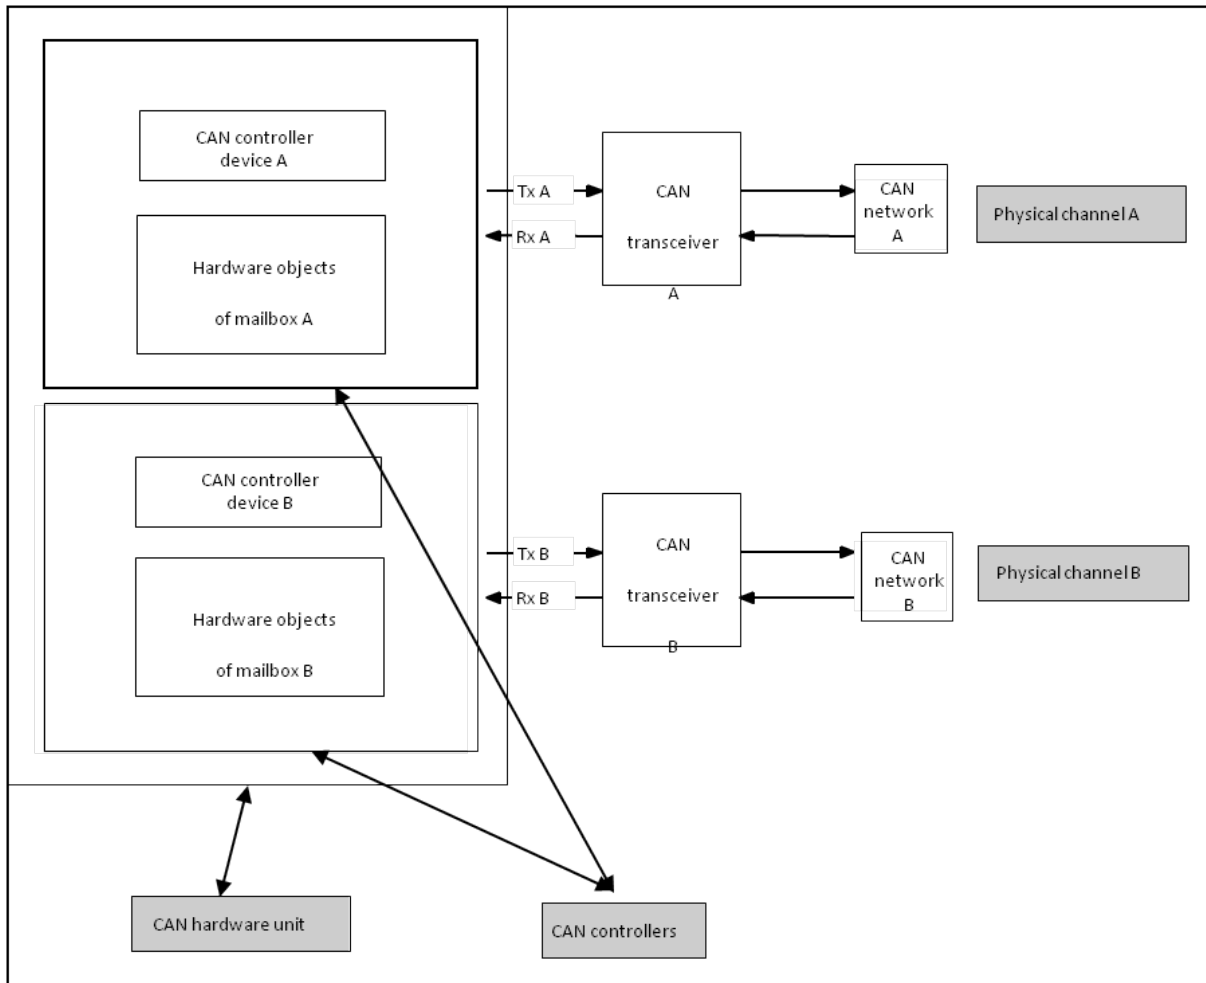 CAN controller
device A
Hardware objects
of mailbox A
Tx A
Rx A
CAN
transceiver
A
CAN
network
A
Physical channel A
CAN controller
device B
Hardware objects
of mailbox B
Tx B
Rx B
CAN
transceiver
B
CAN
network
B
Physical channel B
CAN hardware unit
CAN controllers